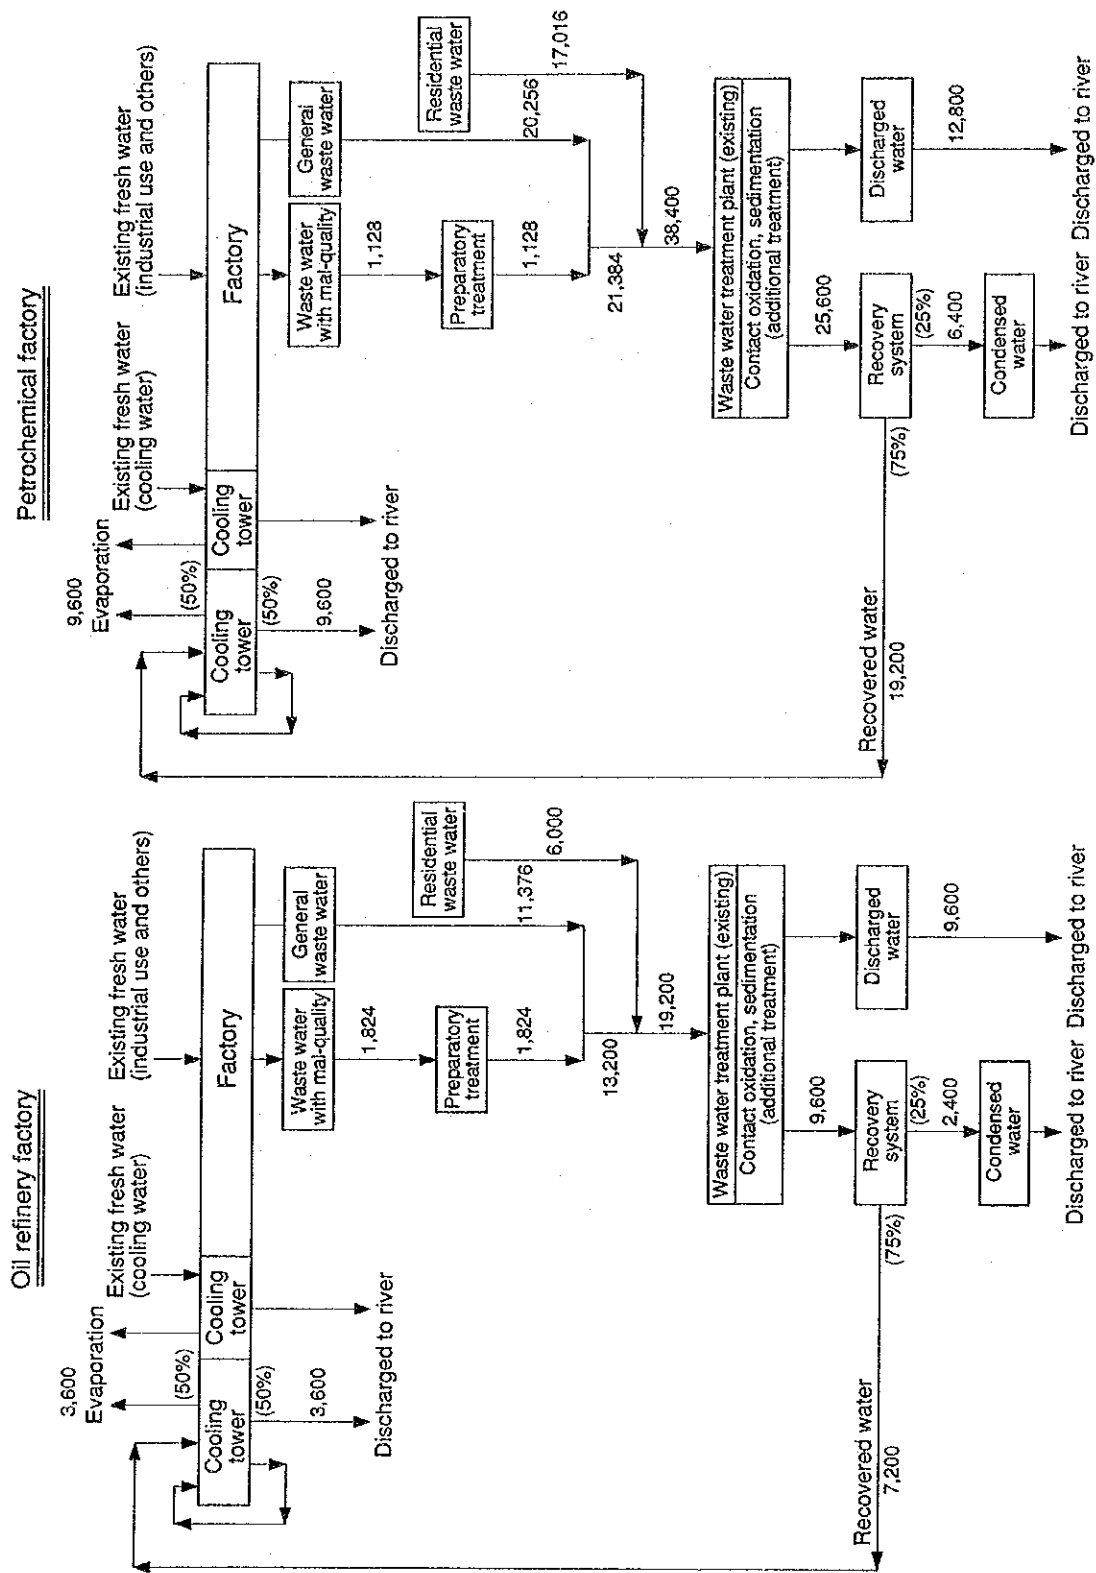 Petrochemical factory
9,600
Evaporation
Existing fresh water
(cooling water)
Existing fresh water
(industrial use and others)
(50%)
Cooling
tower
Cooling
tower
Factory
(50%)
9,600
Discharged to river
Waste water
with mal-quality
General
waste water
1,128
Preparatory
treatment
1,128
Residential
waste water
20,256
17,016
21,384
38,400
Waste water treatment plant (existing)
Contact oxidation, sedimentation
(additional treatment)
25,600
Recovery
system
Discharged
water
(75%)
(25%)
6,400
12,800
Recovered water
19,200
Condensed
water
Discharged to river
Discharged to river
Oil refinery factory
3,600
Evaporation
Existing fresh water
(cooling water)
Existing fresh water
(industrial use and others)
(50%)
Cooling
tower
Cooling
tower
Factory
(50%)
3,600
Discharged to river
Waste water
with mal-quality
General
waste water
1,824
Preparatory
treatment
1,824
Residential
waste water
11,376
6,000
13,200
19,200
Waste water treatment plant (existing)
Contact oxidation, sedimentation
(additional treatment)
9,600
Recovery
system
Discharged
water
(75%)
(25%)
2,400
9,600
Recovered water
7,200
Condensed
water
Discharged to river
Discharged to river